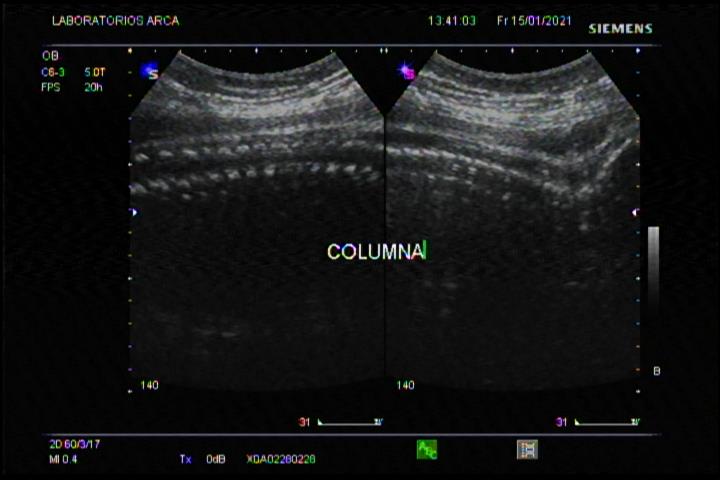 LABORATORIOS ARCA 13:41:03 Fr 15/01/2021 SIEMENS
OB
C6-3 5.0T
FPS 20h
S S
COLUMNA
140 140
31 31
B
2D 60/3/17
MI 0.4 Tx 0dB
ABC